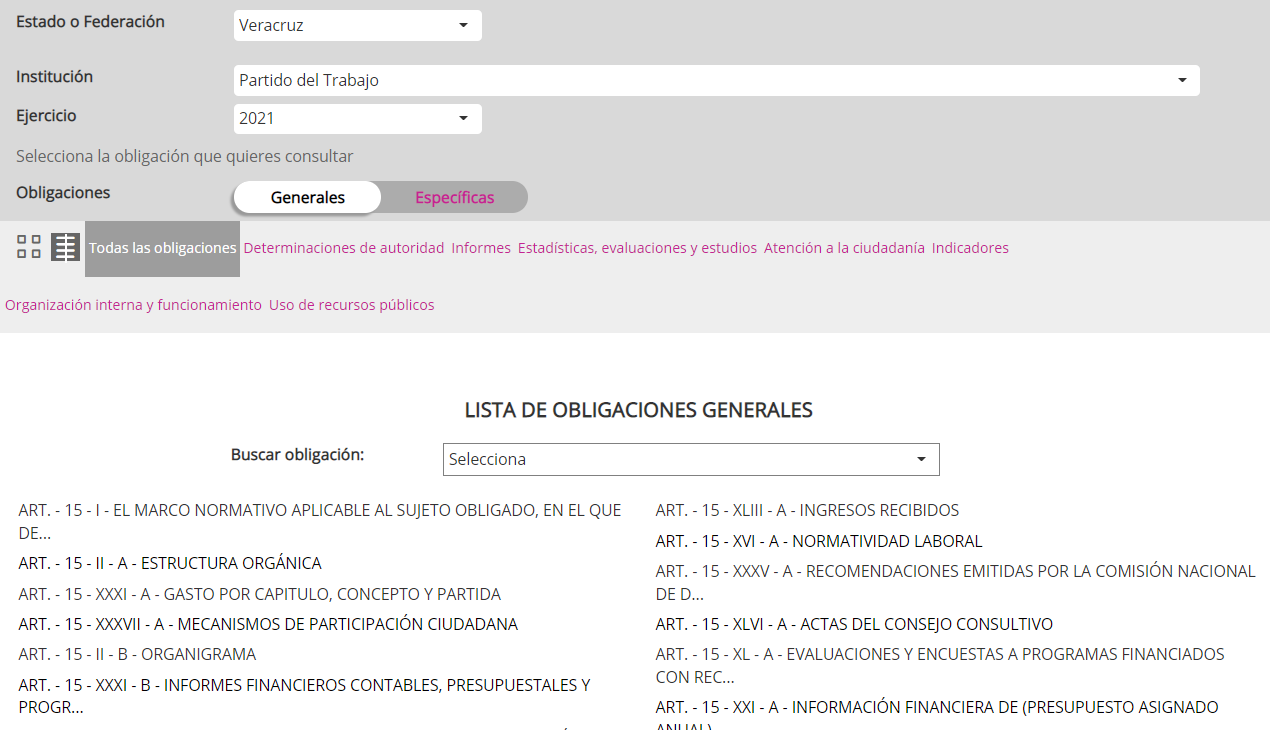 Estado o Federación
Veracruz
Institución
Partido del Trabajo
Ejercicio
2021
Selecciona la obligación que quieres consultar
Obligaciones
Generales
Específicas
Todas las obligaciones Determinaciones de autoridad Informes Estadísticas, evaluaciones y estudios Atención a la ciudadanía Indicadores
Organización interna y funcionamiento Uso de recursos públicos
LISTA DE OBLIGACIONES GENERALES
Buscar obligación:
Selecciona
ART. - 15 - I - EL MARCO NORMATIVO APLICABLE AL SUJETO OBLIGADO, EN EL QUE
DE...
ART. - 15 - II - A - ESTRUCTURA ORGÁNICA
ART. - 15 - XXXI - A - GASTO POR CAPITULO, CONCEPTO Y PARTIDA
ART. - 15 - XXXVII - A - MECANISMOS DE PARTICIPACIÓN CIUDADANA
ART. - 15 - II - B - ORGANIGRAMA
ART. - 15 - XXXI - B - INFORMES FINANCIEROS CONTABLES, PRESUPUESTALES Y
PROGR...
ART. - 15 - XLIII - A - INGRESOS RECIBIDOS
ART. - 15 - XVI - A - NORMATIVIDAD LABORAL
ART. - 15 - XXXV - A - RECOMENDACIONES EMITIDAS POR LA COMISIÓN NACIONAL
DE D...
ART. - 15 - XLVI - A - ACTAS DEL CONSEJO CONSULTIVO
ART. - 15 - XL - A - EVALUACIONES Y ENCUESTAS A PROGRAMAS FINANCIADOS
CON REC...
ART. - 15 - XXI - A - INFORMACIÓN FINANCIERA DE (PRESUPUESTO ASIGNADO
ANUAL)